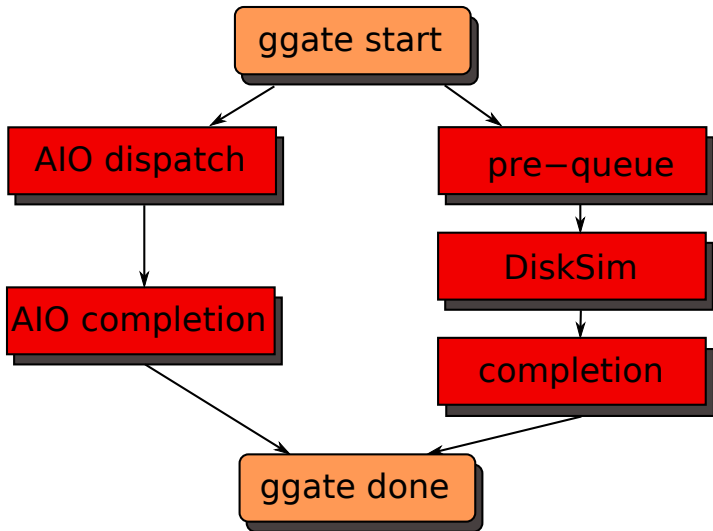 ggate start
AIO dispatch
pre−queue
DiskSim
AIO completion
completion
ggate done